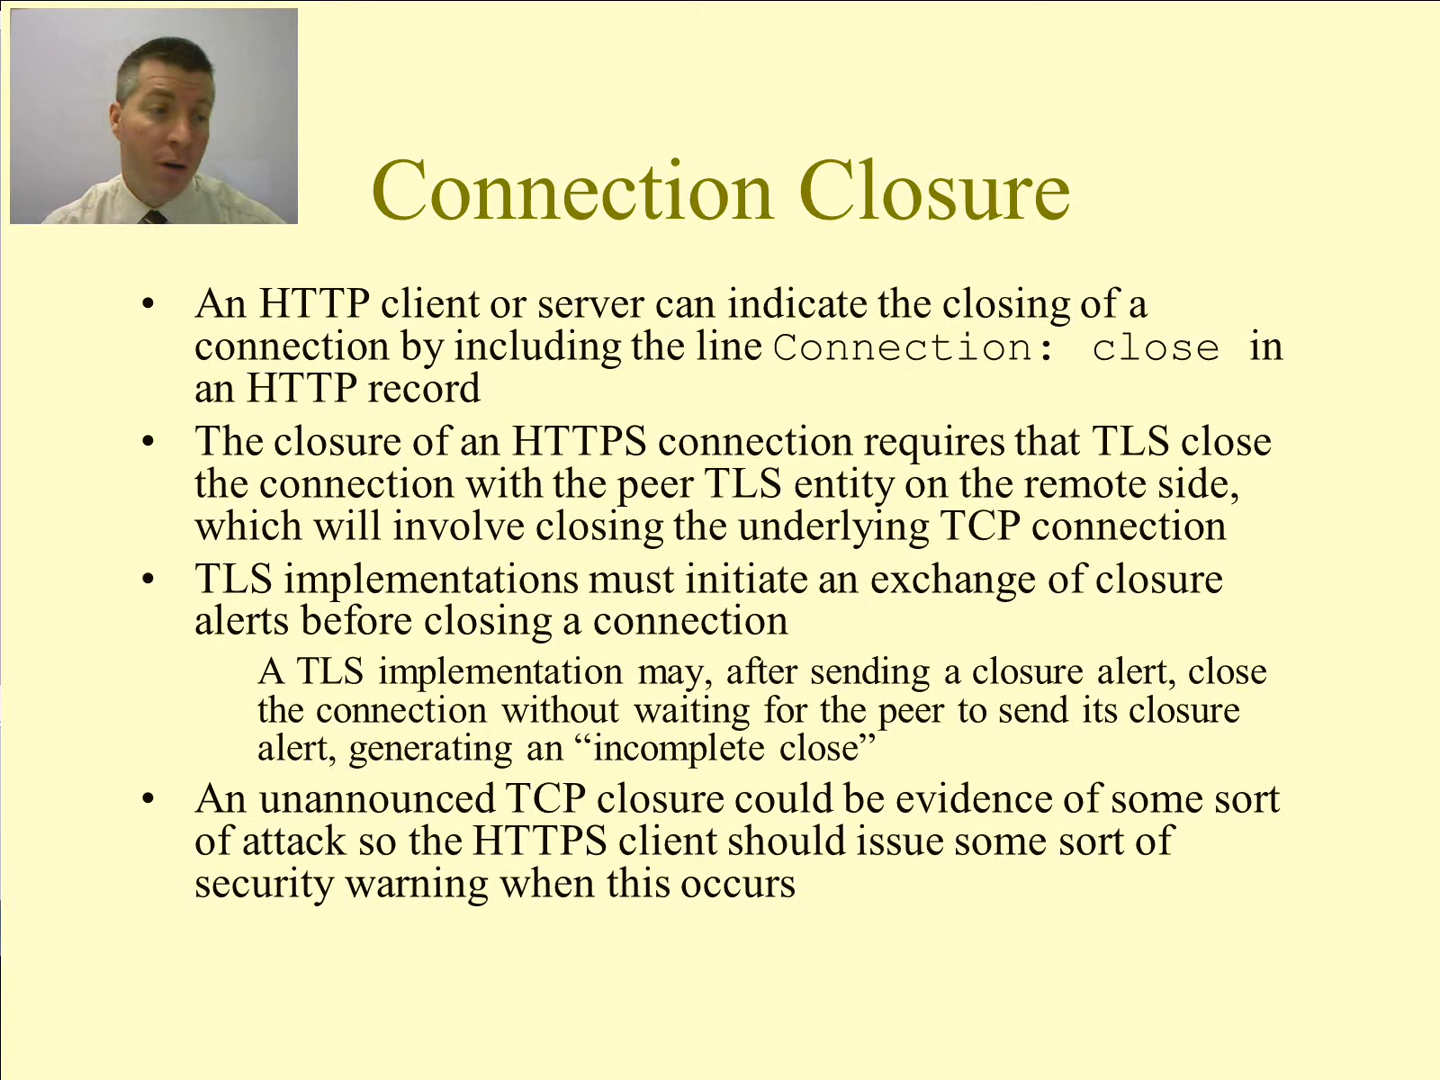 Connection Closure
• An HTTP client or server can indicate the closing of a
connection by including the line Connection: close in
an HTTP record
• The closure of an HTTPS connection requires that TLS close
the connection with the peer TLS entity on the remote side,
which will involve closing the underlying TCP connection
• TLS implementations must initiate an exchange of closure
alerts before closing a connection
A TLS implementation may, after sending a closure alert, close
the connection without waiting for the peer to send its closure
alert, generating an “incomplete close”
• An unannounced TCP closure could be evidence of some sort
of attack so the HTTPS client should issue some sort of
security warning when this occurs